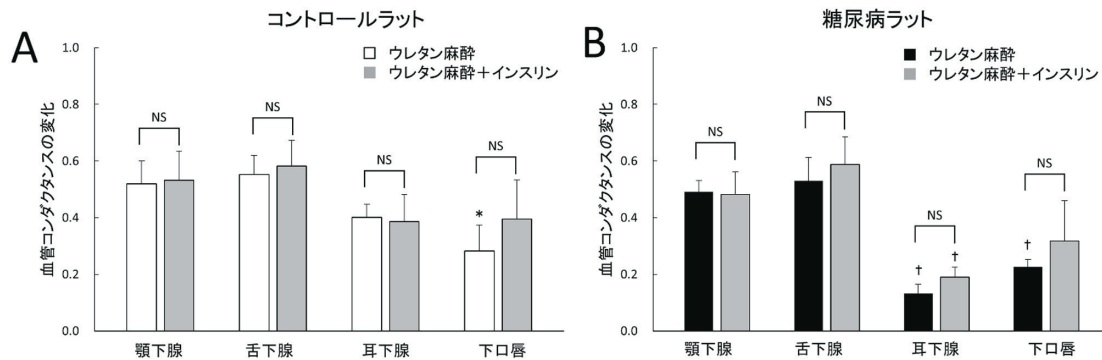 コントロールラット
A
ウレタン麻酔
ウレタン麻酔+インスリン
血管コンダクタンスの変化
1.0
0.8
0.6
0.4
0.2
0.0
NS
NS
NS
NS
*
顎下腺
舌下腺
耳下腺
下口唇
糖尿病ラット
B
ウレタン麻酔
ウレタン麻酔+インスリン
血管コンダクタンスの変化
1.0
0.8
0.6
0.4
0.2
0.0
NS
NS
NS
NS
†
†
†
顎下腺
舌下腺
耳下腺
下口唇